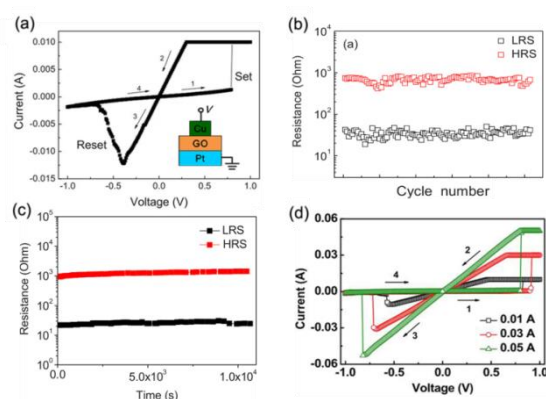 (a)
0.010
0.005
0.000
-0.005
-0.010
-0.015
Current (A)
2
4
1
3
Set
Reset
V
Cu
GO
Pt
-1.0 -0.5 0.0 0.5 1.0
Voltage (V)
(b)
(a)
LRS
HRS
10³
10²
10¹
Resistance (Ohm)
Cycle number
(c)
10⁵
10⁴
10³
10²
10¹
10⁰
Resistance (Ohm)
LRS
HRS
0 5.0x10³ 1.0x10⁴
Time (s)
(d)
0.06
0.03
0.00
-0.03
-0.06
Current (A)
2
4
1
3
0.01 A
0.03 A
0.05 A
-1.0 -0.5 0.0 0.5 1.0
Voltage (V)